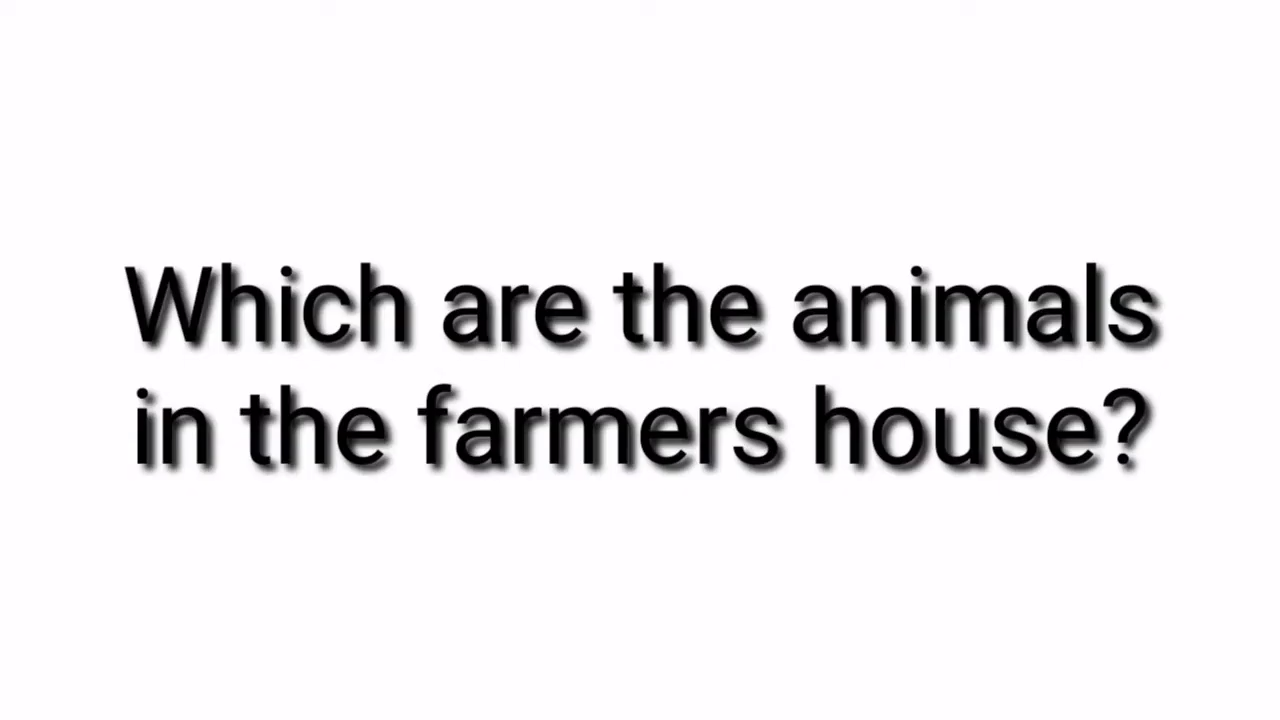 Which are the animals
in the farmers house?